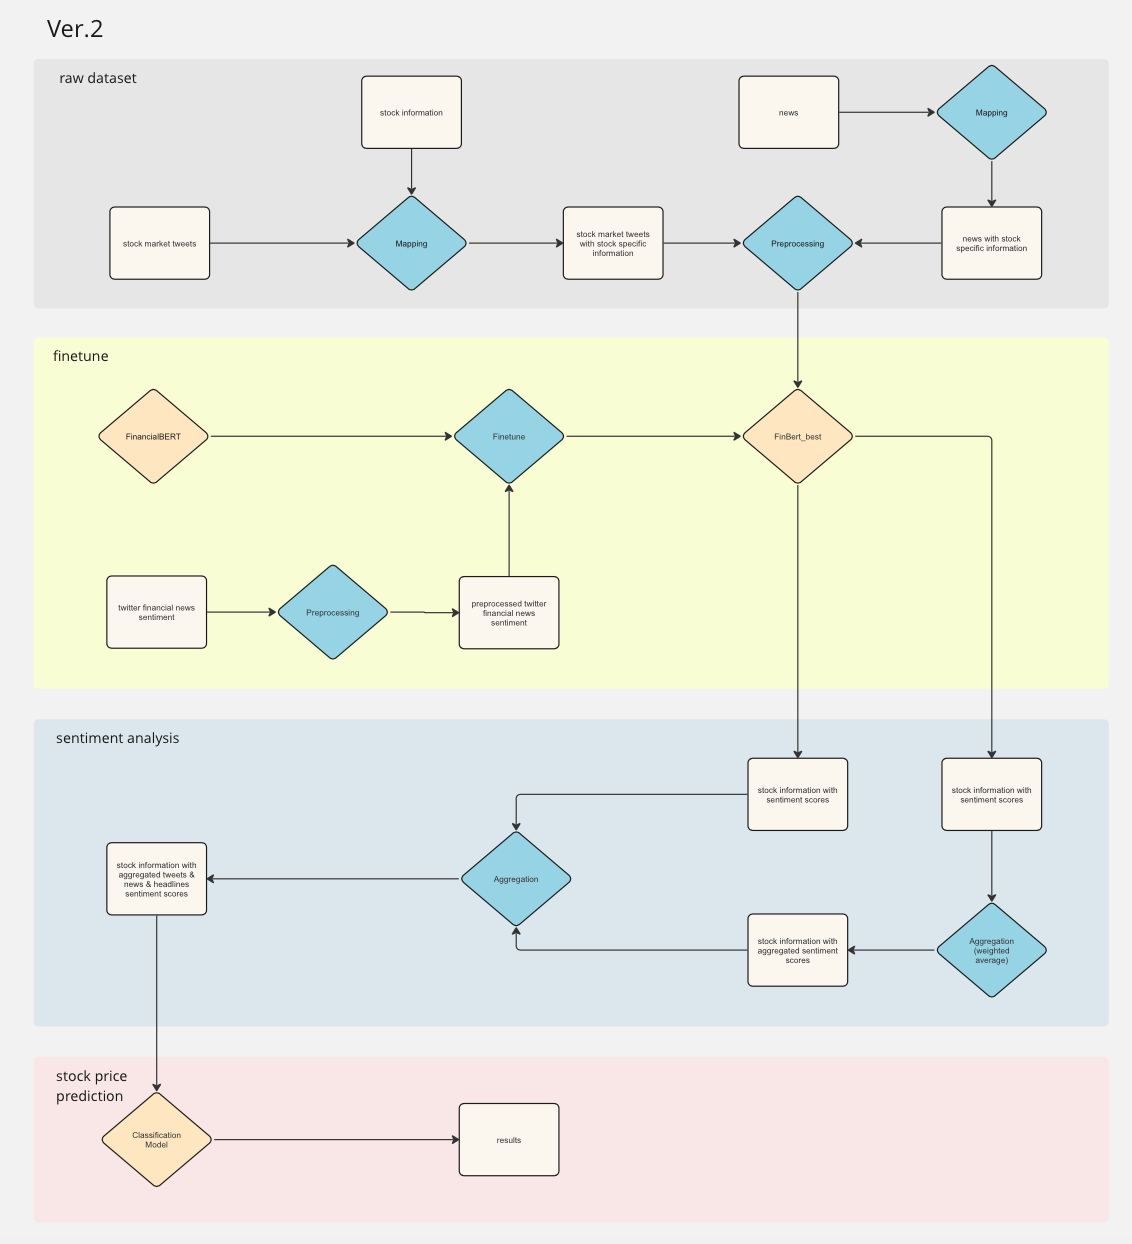 Ver.2
raw dataset
stock information
news
Mapping
stock market tweets
Mapping
stock market tweets
with stock specific
information
Preprocessing
news with stock
specific information
finetune
FinancialBERT
Finetune
FinBert_best
twitter financial news
sentiment
Preprocessing
preprocessed twitter
financial news
sentiment
sentiment analysis
stock information with
sentiment scores
stock information with
sentiment scores
stock information with
aggregated tweets &
news & headlines
sentiment scores
Aggregation
stock information with
aggregated sentiment
scores
Aggregation
(weighted
average)
stock price
prediction
Classification
Model
results